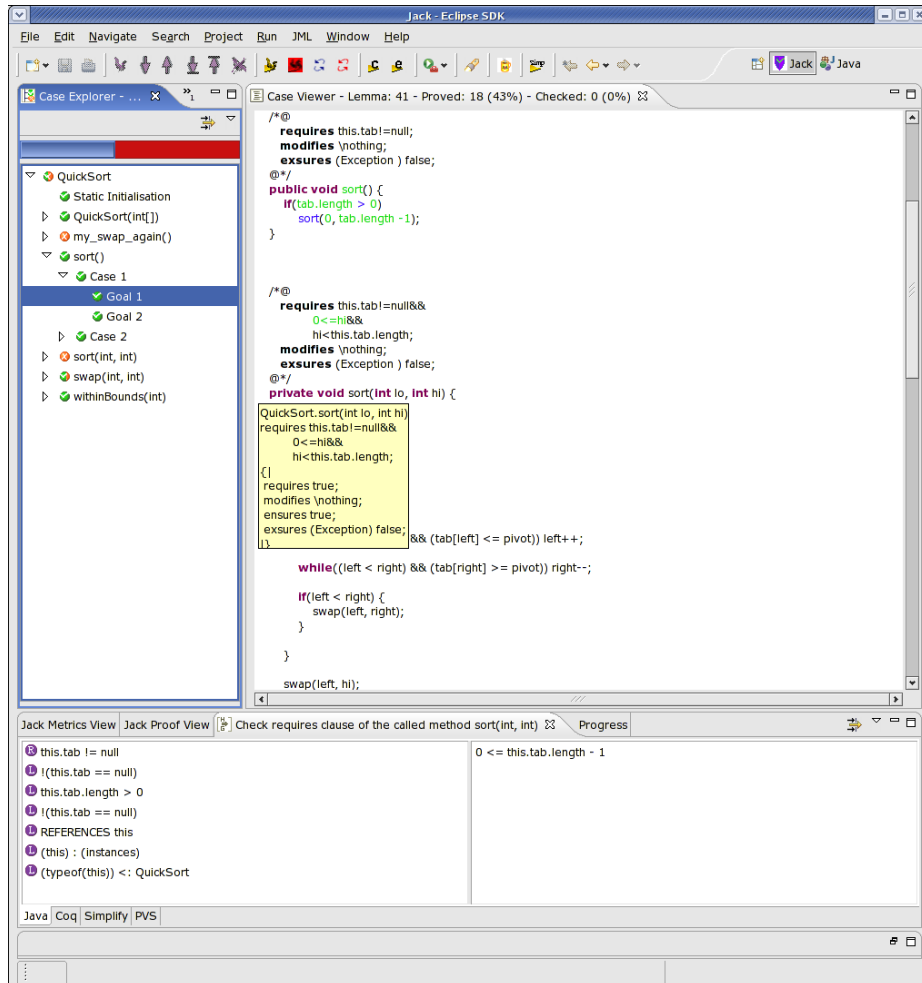 Jack - Eclipse SDK
File Edit Navigate Search Project Run JML Window Help
Jack Java
Case Explorer - ...
Case Viewer - Lemma: 41 - Proved: 18 (43%) - Checked: 0 (0%)
QuickSort
Static Initialisation
QuickSort(int[])
my_swap_again()
sort()
Case 1
Goal 1
Goal 2
Case 2
sort(int, int)
swap(int, int)
withinBounds(int)
/*@
requires this.tab!=null;
modifies \nothing;
exsures (Exception ) false;
@*/
public void sort() {
if(tab.length > 0)
sort(0, tab.length -1);
}
/*@
requires this.tab!=null&&
0<=hi&&
hi<this.tab.length;
modifies \nothing;
exsures (Exception ) false;
@*/
private void sort(int lo, int hi) {
QuickSort.sort(int lo, int hi)
requires this.tab!=null&&
0<=hi&&
hi<this.tab.length;
{|
requires true;
modifies \nothing;
ensures true;
exsures (Exception) false;
|}
&& (tab[left] <= pivot)) left++;
while((left < right) && (tab[right] >= pivot)) right--;
if(left < right) {
swap(left, right);
}
}
swap(left, hi);
Jack Metrics View Jack Proof View Check requires clause of the called method sort(int, int) Progress
R this.tab != null
L !(this.tab == null)
L this.tab.length > 0
L !(this.tab == null)
L REFERENCES this
L (this) : (instances)
L (typeof(this)) <: QuickSort
0 <= this.tab.length - 1
Java Coq Simplify PVS